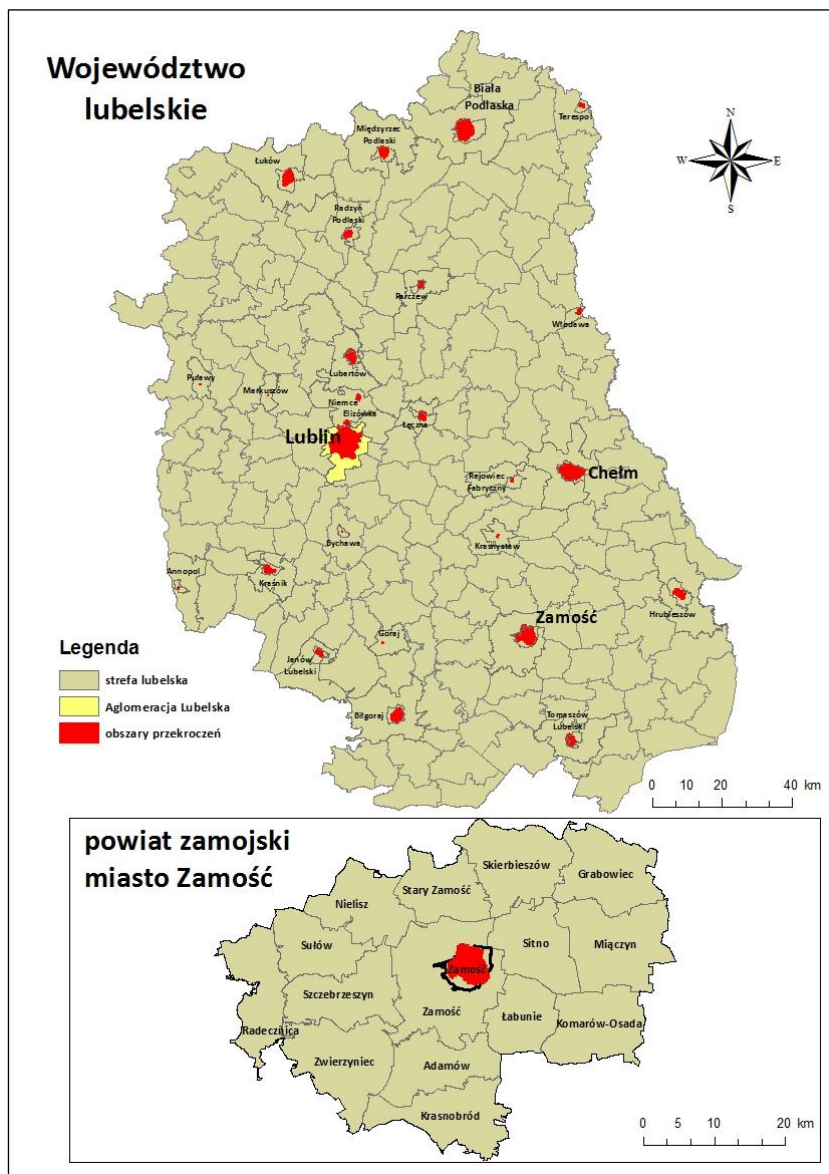 Województwo
lubelskie
Biała
Podlaska
Terespol
Międzyrzec
Podlaski
Łuków
N
W
E
S
Radzyń
Podlaski
Parczew
Włodawa
Lubartów
Puławy
Markuszów
Niemce
Elizówka
Łęczna
Lublin
Chełm
Rejowiec
Fabryczny
Bychawa
Krasnystaw
Annopol
Kraśnik
Hrubieszów
Zamość
Goraj
Janów
Lubelski
Biłgoraj
Tomaszów
Lubelski
Legenda
strefa lubelska
Aglomeracja Lubelska
obszary przekroczeń
0 10 20 40 km
powiat zamojski
miasto Zamość
Skierbieszów
Grabowiec
Stary Zamość
Nielisz
Sułów
Sitno
Miączyn
Zamość
Szczebrzeszyn
Zamość
Łabunie
Komarów-Osada
Radecznica
Zwierzyniec
Adamów
Krasnobród
0 5 10 20
km